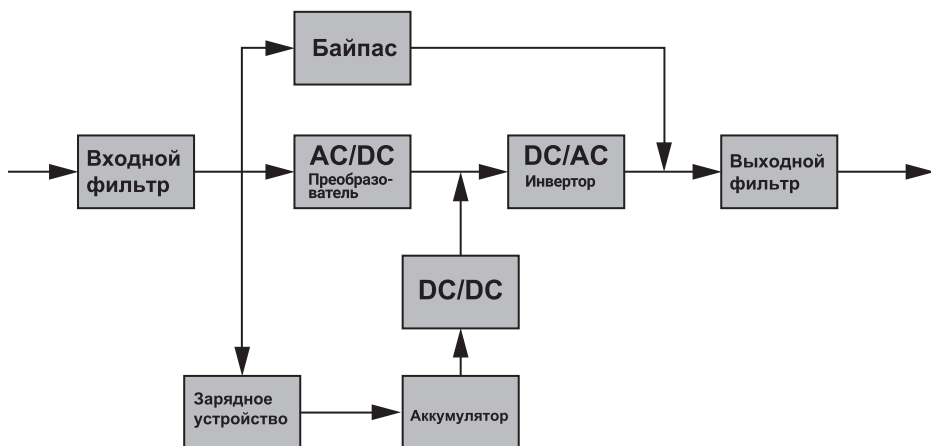 Байпас
Входной
фильтр
AC/DC
Преобразо-
ватель
DC/AC
Инвертор
Выходной
фильтр
DC/DC
Зарядное
устройство
Аккумулятор